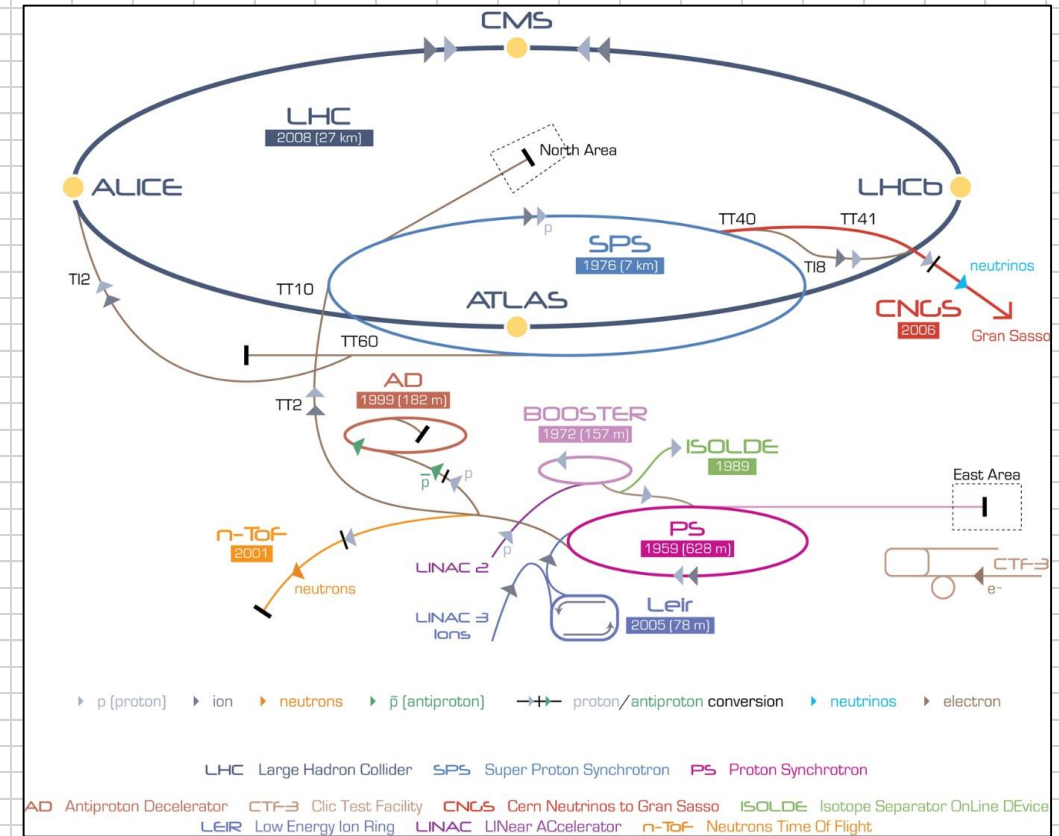 CMS
LHC
2008 (27 km)
North Area
ALICE
LHCb
TT40
TT41
p
SPS
1976 (7 km)
TI8
neutrinos
TI2
TT10
ATLAS
CNGS
2006
Gran Sasso
TT60
AD
1999 (182 m)
TT2
BOOSTER
1972 (157 m)
ISOLDE
1989
p
p̄
East Area
n-ToF
2001
PS
1959 (628 m)
p
LINAC 2
CTF-3
e-
neutrons
LINAC 3
Ions
Leir
2005 (78 m)
p (proton) ion neutrons p̄ (antiproton) proton/antiproton conversion neutrinos electron
LHC Large Hadron Collider SPS Super Proton Synchrotron PS Proton Synchrotron
AD Antiproton Decelerator CTF-3 Clic Test Facility CNGS Cern Neutrinos to Gran Sasso ISOLDE Isotope Separator OnLine DEvice
LEIR Low Energy Ion Ring LINAC LINear ACcelerator n-ToF Neutrons Time Of Flight